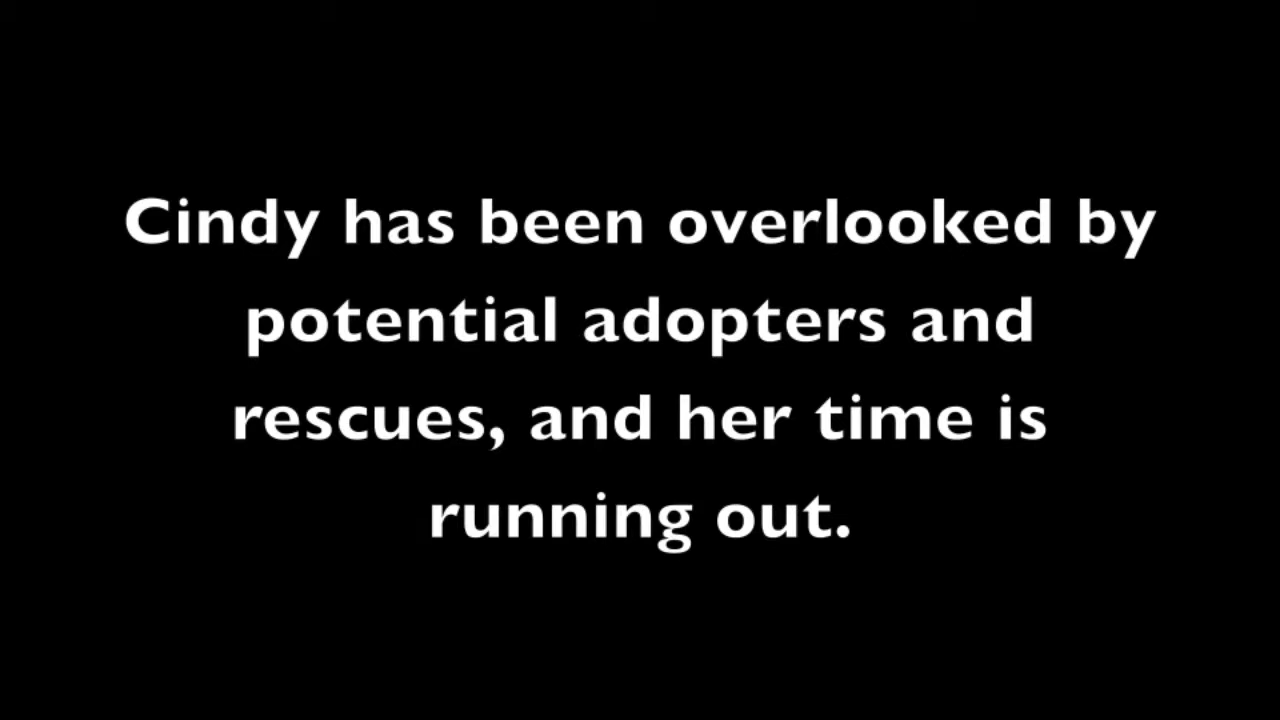 Cindy has been overlooked by
potential adopters and
rescues, and her time is
running out.